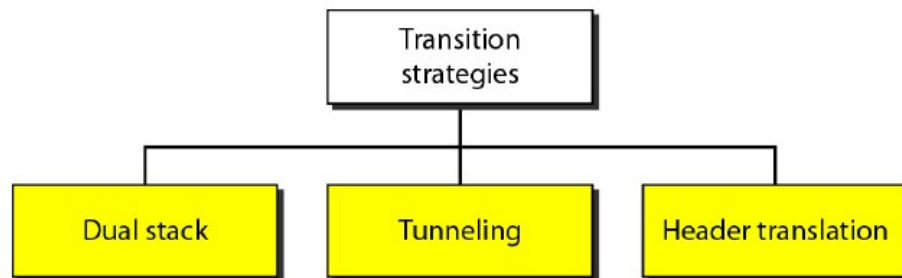 Transition
strategies
Dual stack
Tunneling
Header translation